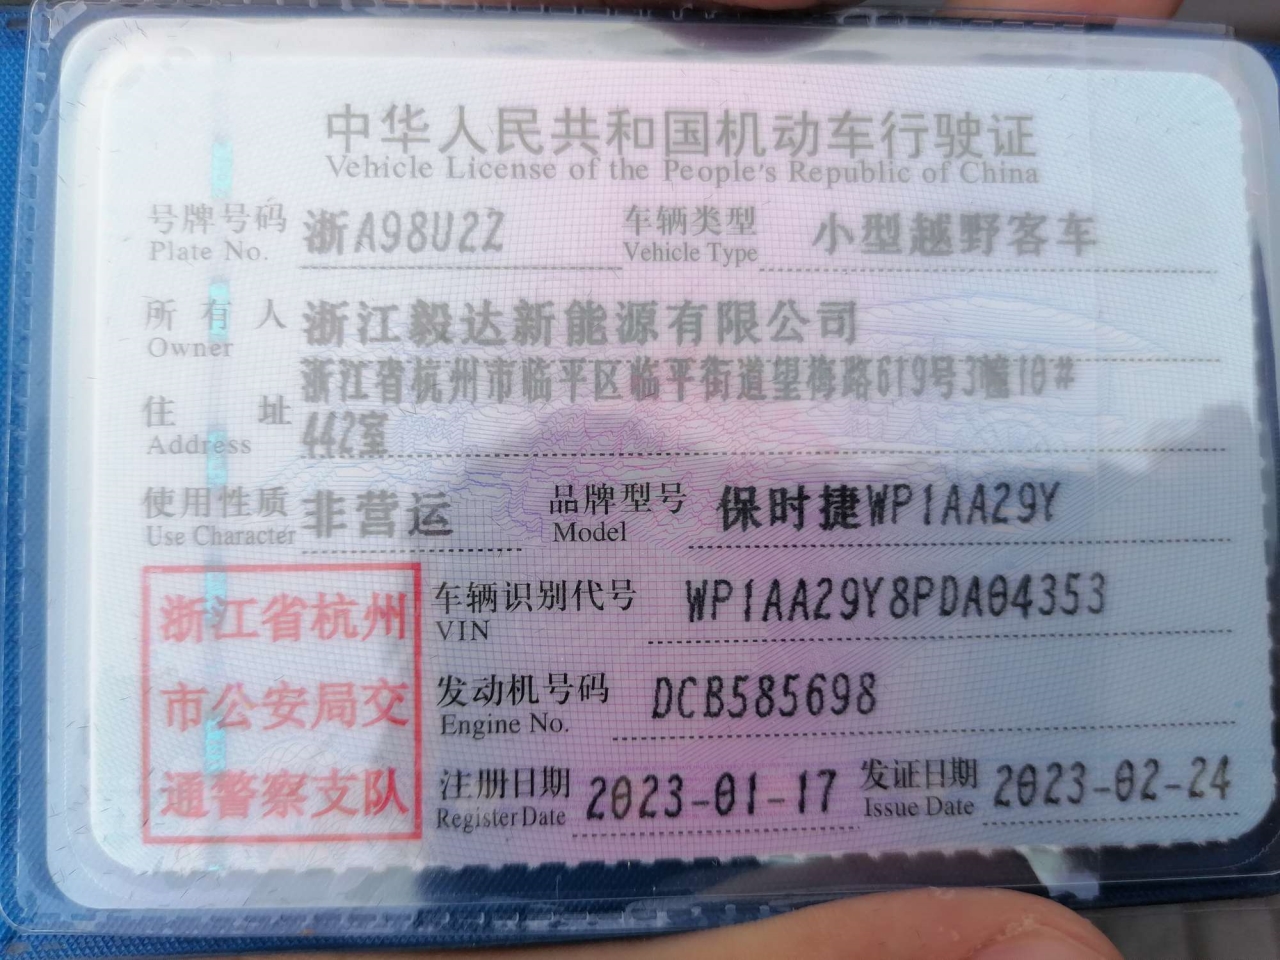 中华人民共和国机动车行驶证
Vehicle License of the People's Republic of China
号牌号码 浙A98U2Z 车辆类型 小型越野客车
Plate No. Vehicle Type
所有人 浙江毅达新能源有限公司
Owner
住址 浙江省杭州市临平区临平街道望梅路619号3幢10#
Address 442室
使用性质 非营运 品牌型号 保时捷WP1AA29Y
Use Character Model
浙江省杭州
市公安局交
通警察支队
车辆识别代号 WP1AA29Y8PDA04353
VIN
发动机号码 DCB585698
Engine No.
注册日期 2023-01-17 发证日期 2023-02-24
Register Date Issue Date